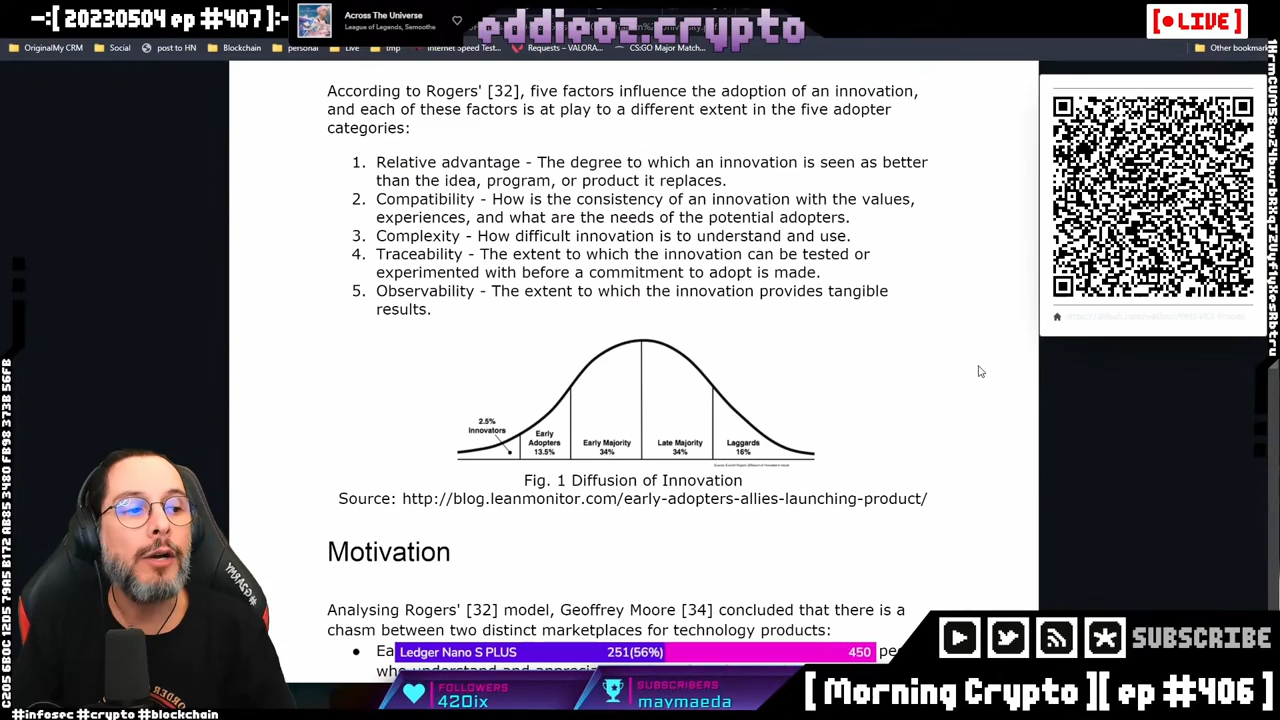 -:[ 20230504 ep #407]:-
Across The Universe
League of Legends, Semoothe
eddieoz.crypto
[● LIVE]
OriginalMy CRM
Social
post to HN
Blockchain
personal
Live
tmp
Internet Speed Test...
Requests – VALORA...
CS:GO Major Match...
Other bookmark
According to Rogers' [32], five factors influence the adoption of an innovation,
and each of these factors is at play to a different extent in the five adopter
categories:
1. Relative advantage - The degree to which an innovation is seen as better
than the idea, program, or product it replaces.
2. Compatibility - How is the consistency of an innovation with the values,
experiences, and what are the needs of the potential adopters.
3. Complexity - How difficult innovation is to understand and use.
4. Traceability - The extent to which the innovation can be tested or
experimented with before a commitment to adopt is made.
5. Observability - The extent to which the innovation provides tangible
results.
2.5%
Innovators
Early
Adopters
13.5%
Early Majority
34%
Late Majority
34%
Laggards
16%
Fig. 1 Diffusion of Innovation
Source: http://blog.leanmonitor.com/early-adopters-allies-launching-product/
Motivation
Analysing Rogers' [32] model, Geoffrey Moore [34] concluded that there is a
chasm between two distinct marketplaces for technology products:
● Ea
who understand and
Ledger Nano S PLUS 251(56%) 450
FOLLOWERS
420ix
SUBSCRIBERS
maymaeda
SUBSCRIBE
[ Morning Crypto ][ ep #406 ]
#infosec #crypto #blockchain